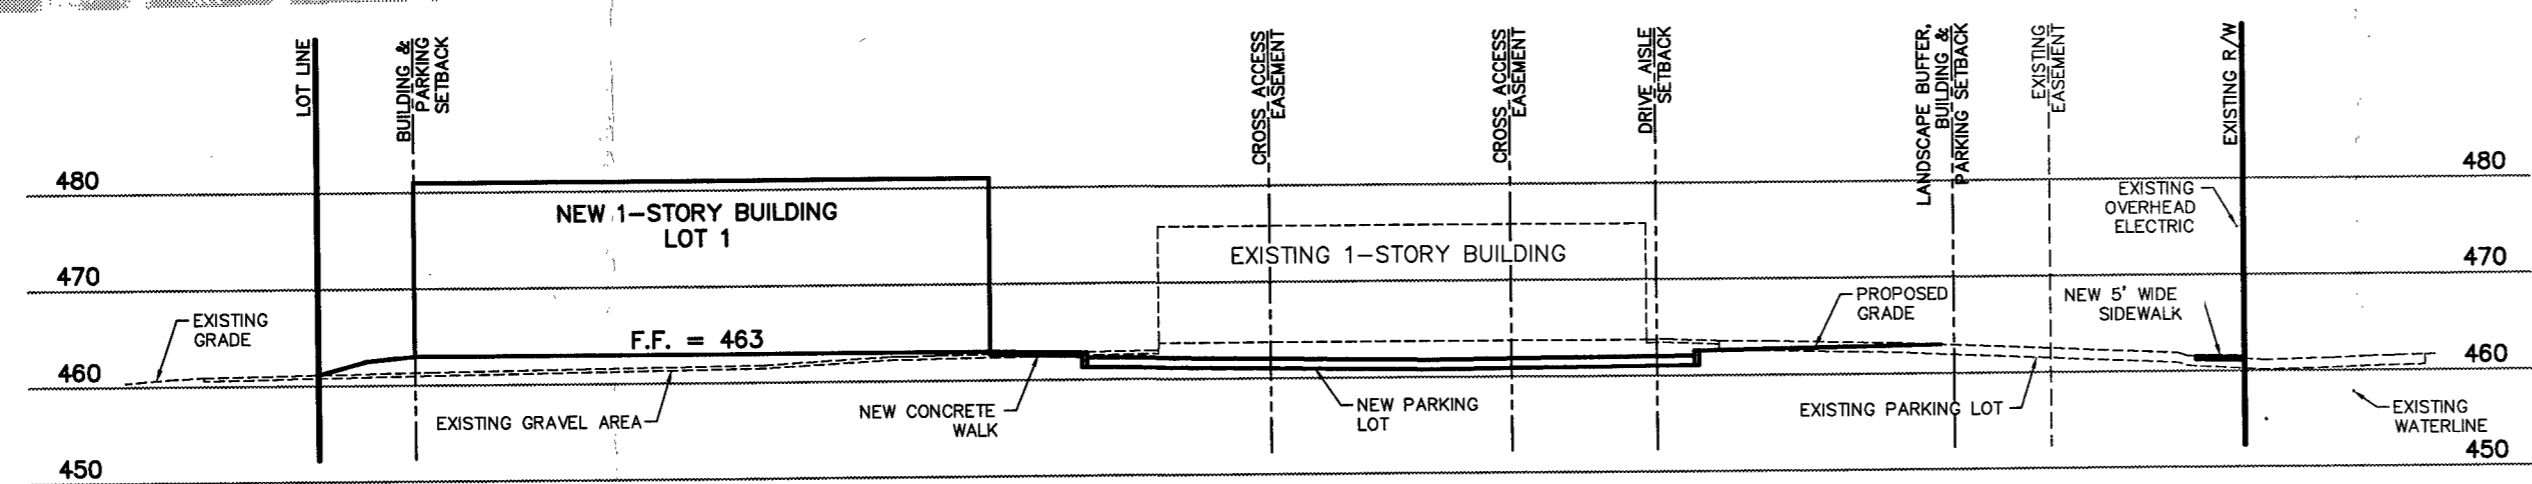 LOT LINE
BUILDING &
PARKING
SETBACK
CROSS ACCESS
EASEMENT
CROSS ACCESS
EASEMENT
DRIVE AISLE
SETBACK
LANDSCAPE BUFFER,
BUILDING &
PARKING SETBACK
EXISTING
EASEMENT
EXISTING R/W
480
480
NEW 1-STORY BUILDING
LOT 1
EXISTING
OVERHEAD
ELECTRIC
EXISTING 1-STORY BUILDING
470
470
EXISTING
GRADE
F.F. = 463
PROPOSED
GRADE
NEW 5' WIDE
SIDEWALK
460
460
EXISTING GRAVEL AREA
NEW CONCRETE
WALK
NEW PARKING
LOT
EXISTING PARKING LOT
EXISTING
WATERLINE
450
450